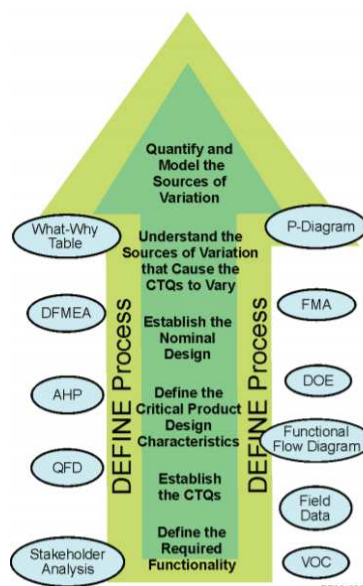 Quantify and
Model the
Sources of
Variation
What-Why
Table
P-Diagram
Understand the
Sources of Variation
that Cause the
CTQs to Vary
DFMEA
FMA
Establish the
Nominal
Design
AHP
DOE
Define the
Critical Product
Design
Characteristics
Functional
Flow Diagram
QFD
Establish
the CTQs
Field
Data
Define the
Required
Functionality
Stakeholder
Analysis
VOC
DEFINE Process
DEFINE Process